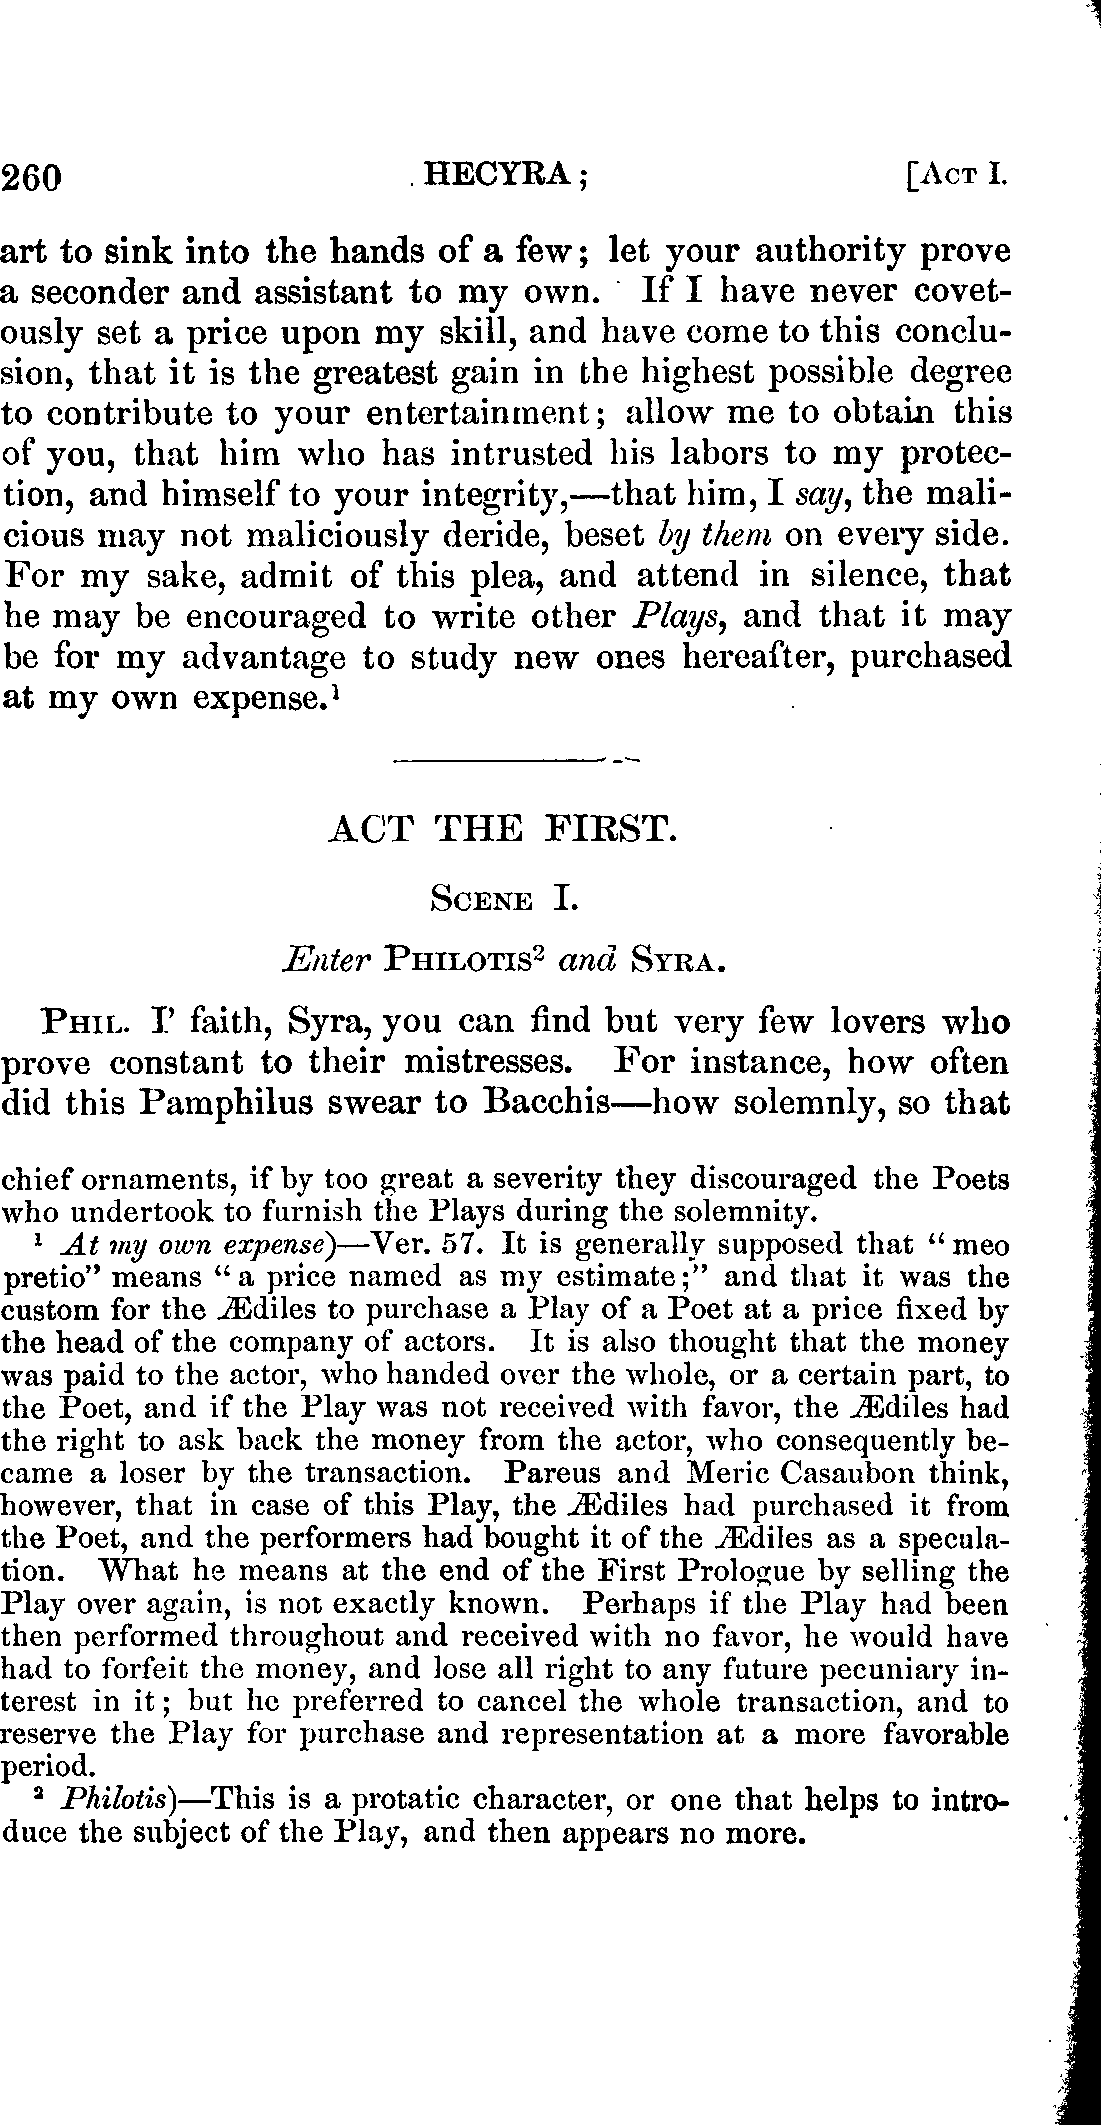 260 HECYRA; [ACT I.
art to sink into the hands of a few; let your authority prove
a seconder and assistant to my own. If I have never covet-
ously set a price upon my skill, and have come to this conclu-
sion, that it is the greatest gain in the highest possible degree
to contribute to your entertainment; allow me to obtain this
of you, that him who has intrusted his labors to my protec-
tion, and himself to your integrity,—that him, I say, the mali-
cious may not maliciously deride, beset by them on every side.
For my sake, admit of this plea, and attend in silence, that
he may be encouraged to write other Plays, and that it may
be for my advantage to study new ones hereafter, purchased
at my own expense.¹
ACT THE FIRST.
SCENE I.
Enter PHILOTIS² and SYRA.
PHIL. I' faith, Syra, you can find but very few lovers who
prove constant to their mistresses. For instance, how often
did this Pamphilus swear to Bacchis—how solemnly, so that
chief ornaments, if by too great a severity they discouraged the Poets
who undertook to furnish the Plays during the solemnity.
¹ At my own expense)—Ver. 57. It is generally supposed that "meo
pretio" means "a price named as my estimate;" and that it was the
custom for the Ædiles to purchase a Play of a Poet at a price fixed by
the head of the company of actors. It is also thought that the money
was paid to the actor, who handed over the whole, or a certain part, to
the Poet, and if the Play was not received with favor, the Ædiles had
the right to ask back the money from the actor, who consequently be-
came a loser by the transaction. Pareus and Meric Casaubon think,
however, that in case of this Play, the Ædiles had purchased it from
the Poet, and the performers had bought it of the Ædiles as a specula-
tion. What he means at the end of the First Prologue by selling the
Play over again, is not exactly known. Perhaps if the Play had been
then performed throughout and received with no favor, he would have
had to forfeit the money, and lose all right to any future pecuniary in-
terest in it; but he preferred to cancel the whole transaction, and to
reserve the Play for purchase and representation at a more favorable
period.
² Philotis)—This is a protatic character, or one that helps to intro-
duce the subject of the Play, and then appears no more.